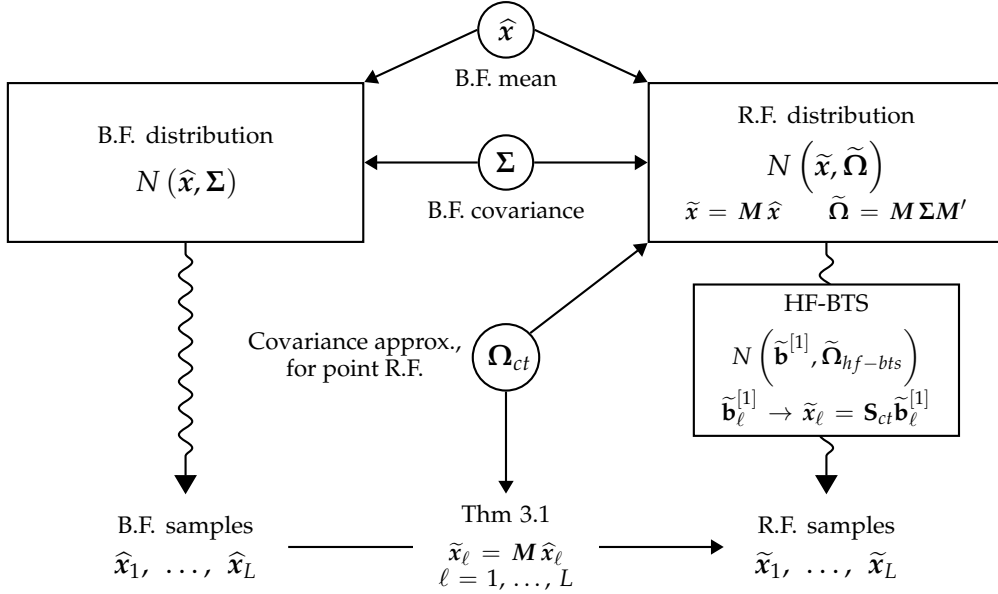 x̂
B.F. mean
B.F. distribution
N (x̂, Σ)
Σ
B.F. covariance
R.F. distribution
N (x̃, Ω̃)
x̃ = M x̂ Ω̃ = M Σ M′
Covariance approx.,
for point R.F.
Ω_ct
HF-BTS
N (b̃^[1], Ω̃_hf−bts)
b̃_ℓ^[1] → x̃_ℓ = S_ct b̃_ℓ^[1]
B.F. samples
x̂_1, …, x̂_L
Thm 3.1
x̃_ℓ = M x̂_ℓ
ℓ = 1, …, L
R.F. samples
x̃_1, …, x̃_L